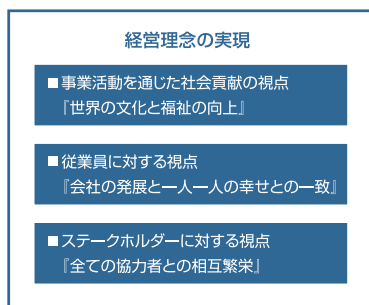 経営理念の実現
■事業活動を通じた社会貢献の視点
『世界の文化と福祉の向上』
■従業員に対する視点
『会社の発展と一人一人の幸せとの一致』
■ステークホルダーに対する視点
『全ての協力者との相互繁栄』